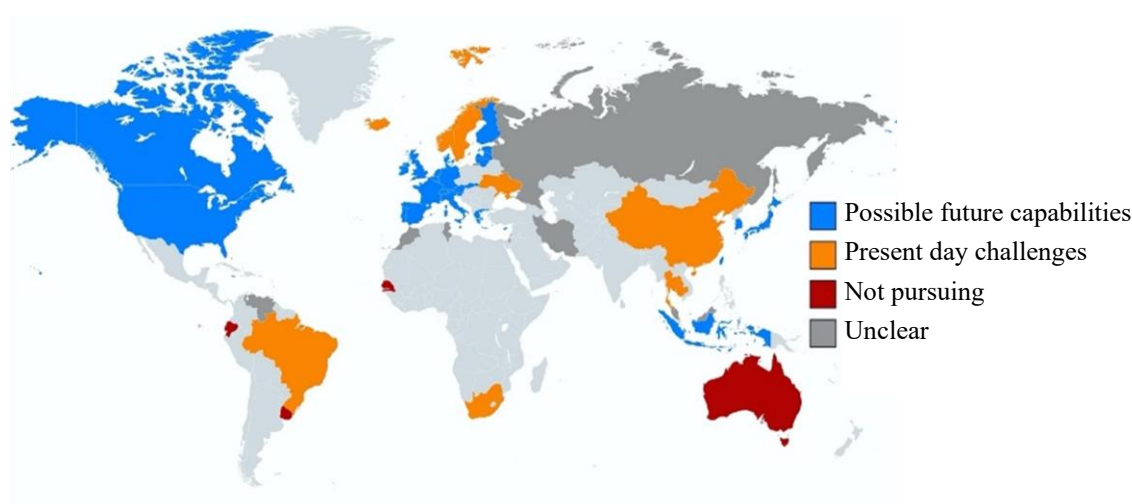 Possible future capabilities
Present day challenges
Not pursuing
Unclear